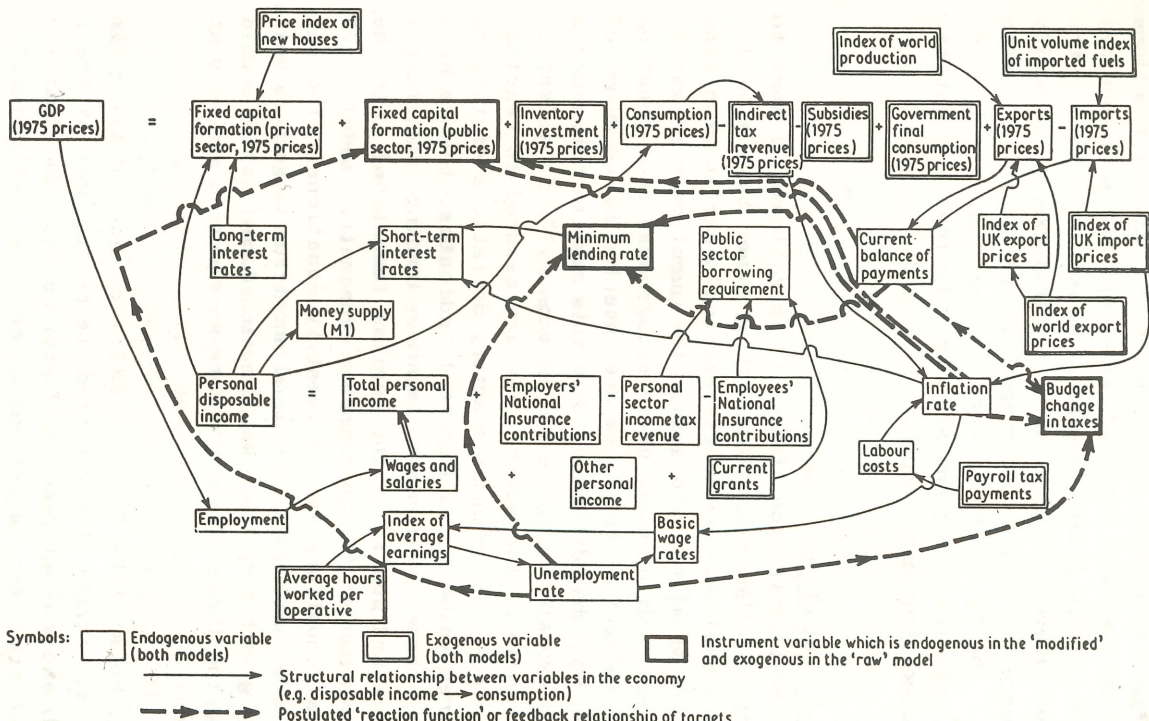 Price index of
new houses
Index of world
production
Unit volume index
of imported fuels
GDP
(1975 prices)
=
Fixed capital
formation (private
sector, 1975 prices)
+
Fixed capital
formation (public
sector, 1975 prices)
+
Inventory
investment
(1975 prices)
+
Consumption
(1975 prices)
−
Indirect
tax
revenue
(1975 prices)
−
Subsidies
(1975
prices)
+
Government
final
consumption
(1975 prices)
+
Exports
(1975
prices)
−
Imports
(1975
prices)
Long-term
interest
rates
Short-term
interest
rates
Minimum
lending rate
Public
sector
borrowing
requirement
Current
balance of
payments
Index of
UK export
prices
Index of
UK import
prices
Money supply
(M1)
Index of
world export
prices
Personal
disposable
income
=
Total personal
income
+
Employers'
National
Insurance
contributions
−
Personal
sector
income tax
revenue
−
Employees'
National
Insurance
contributions
Inflation
rate
Budget
change
in taxes
Wages and
salaries
+
Other
personal
income
+
Current
grants
Labour
costs
Payroll tax
payments
Employment
Index of
average
earnings
Basic
wage
rates
Average hours
worked per
operative
Unemployment
rate
Symbols:
Endogenous variable
(both models)
Exogenous variable
(both models)
Instrument variable which is endogenous in the 'modified'
and exogenous in the 'raw' model
Structural relationship between variables in the economy
(e.g. disposable income → consumption)
Postulated 'reaction function' or feedback relationship of targets